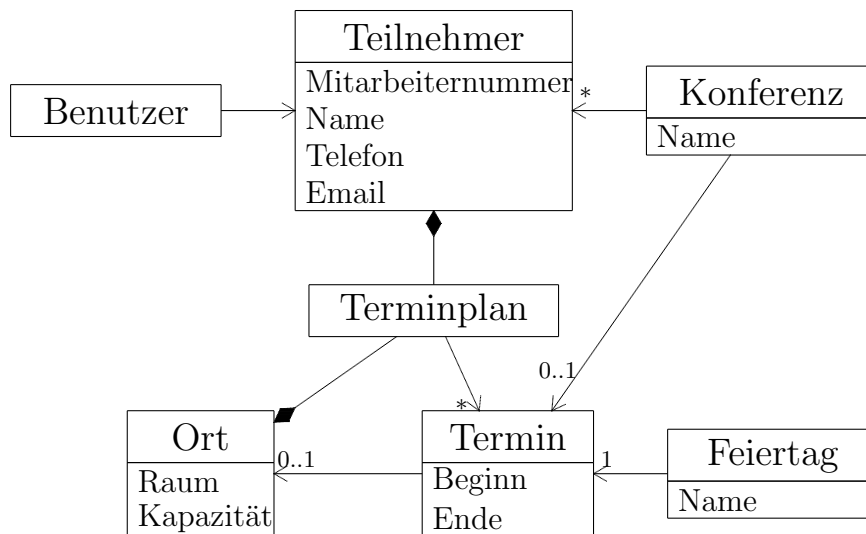 Teilnehmer
Mitarbeiternummer
Name
Telefon
Email
Benutzer
*
Konferenz
Name
Terminplan
0..1
*
Ort
Raum
Kapazität
0..1
Termin
Beginn
Ende
1
Feiertag
Name